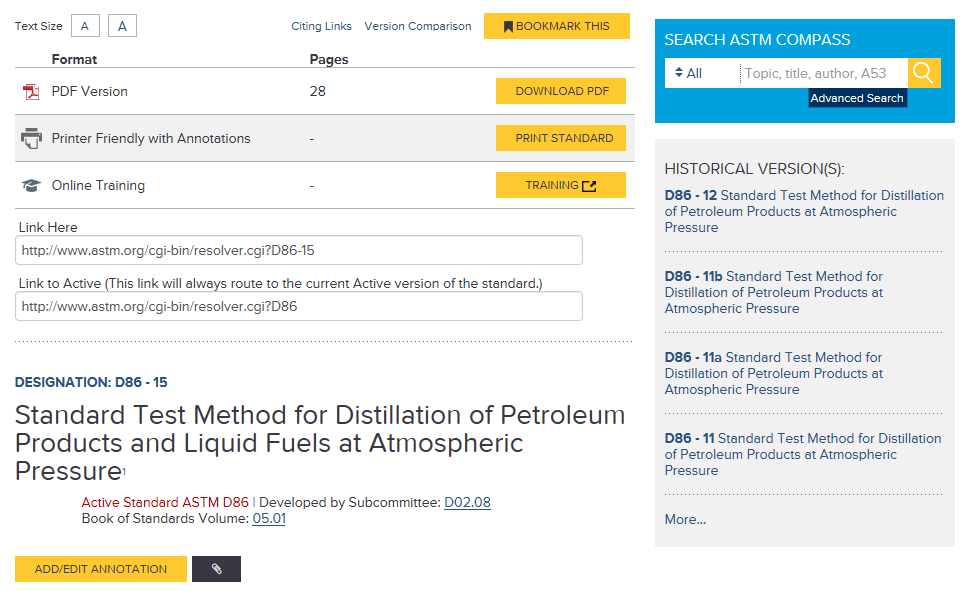 Text Size A A Citing Links Version Comparison BOOKMARK THIS
Format Pages
PDF Version 28 DOWNLOAD PDF
Printer Friendly with Annotations - PRINT STANDARD
Online Training - TRAINING
Link Here
http://www.astm.org/cgi-bin/resolver.cgi?D86-15
Link to Active (This link will always route to the current Active version of the standard.)
http://www.astm.org/cgi-bin/resolver.cgi?D86
DESIGNATION: D86 - 15
Standard Test Method for Distillation of Petroleum
Products and Liquid Fuels at Atmospheric
Pressure1
Active Standard ASTM D86 | Developed by Subcommittee: D02.08
Book of Standards Volume: 05.01
ADD/EDIT ANNOTATION
SEARCH ASTM COMPASS
All Topic, title, author, A53
Advanced Search
HISTORICAL VERSION(S):
D86 - 12 Standard Test Method for Distillation
of Petroleum Products at Atmospheric
Pressure
D86 - 11b Standard Test Method for
Distillation of Petroleum Products at
Atmospheric Pressure
D86 - 11a Standard Test Method for
Distillation of Petroleum Products at
Atmospheric Pressure
D86 - 11 Standard Test Method for Distillation
of Petroleum Products at Atmospheric
Pressure
More...